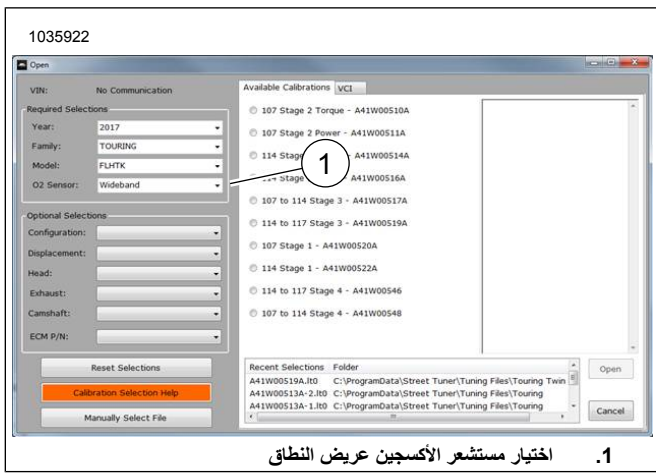 1035922
Open
VIN: No Communication
Required Selections
Year: 2017
Family: TOURING
Model: FLHTK
O2 Sensor: Wideband
Optional Selections
Configuration:
Displacement:
Head:
Exhaust:
Camshaft:
ECM P/N:
Reset Selections
Calibration Selection Help
Manually Select File
Available Calibrations VCI
107 Stage 2 Torque - A41W00510A
107 Stage 2 Power - A41W00511A
114 Stage A41W00514A
Stage A41W00516A
107 to 114 Stage 3 - A41W00517A
114 to 117 Stage 3 - A41W00519A
107 Stage 1 - A41W00520A
114 Stage 1 - A41W00522A
114 to 117 Stage 4 - A41W00546
107 to 114 Stage 4 - A41W00548
1
Recent Selections Folder
A41W00519A.lt0 C:\ProgramData\Street Tuner\Tuning Files\Touring Twin
A41W00513A-2.lt0 C:\ProgramData\Street Tuner\Tuning Files\Touring
A41W00513A-1.lt0 C:\ProgramData\Street Tuner\Tuning Files\Touring
Open
Cancel
1. اختيار مستشعر الأكسجين عريض النطاق